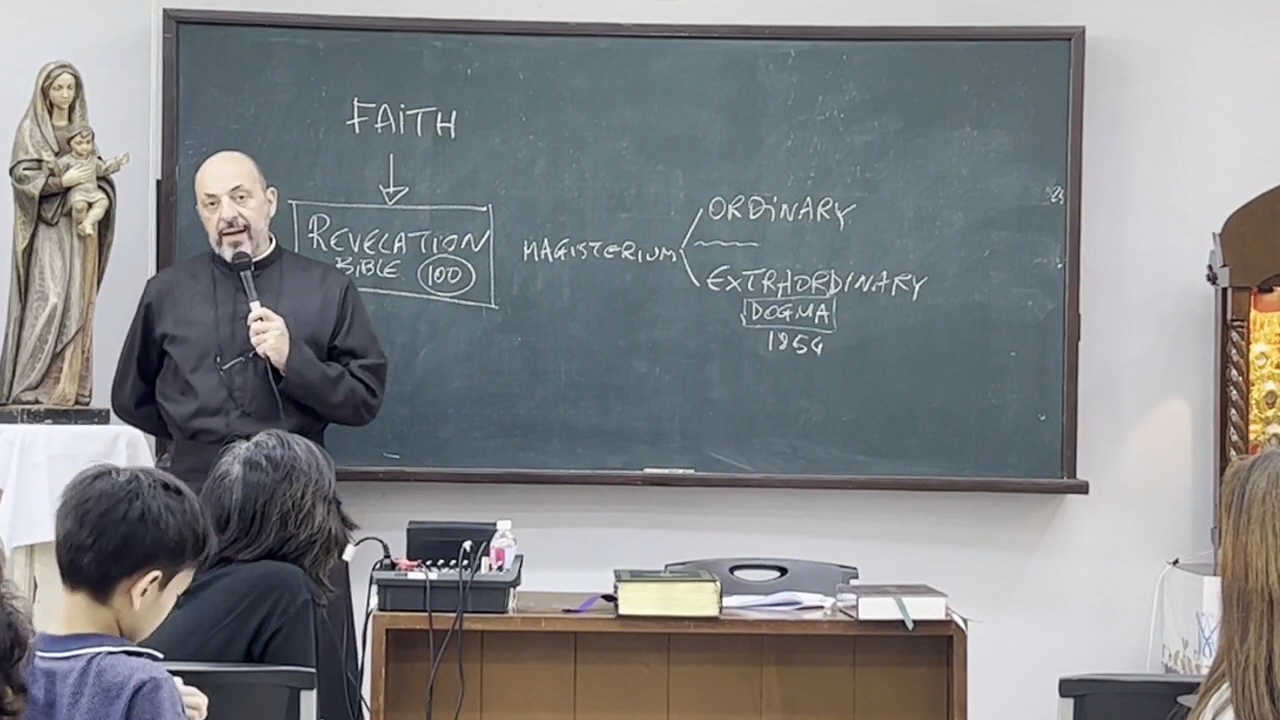 FAiTH
REVELATION
BIBLE 100
MAGISTERIUM
ORDiNARY
EXTRAORDINARY
DOGMA
1854